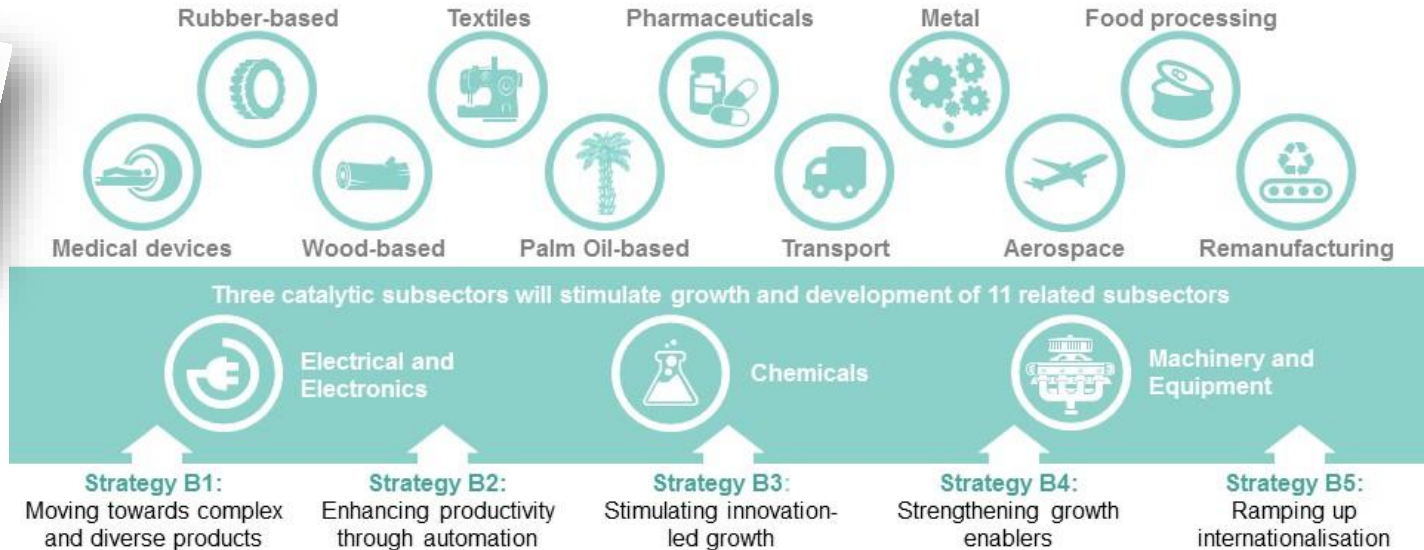 Rubber-based
Textiles
Pharmaceuticals
Metal
Food processing
Medical devices
Wood-based
Palm Oil-based
Transport
Aerospace
Remanufacturing
Three catalytic subsectors will stimulate growth and development of 11 related subsectors
Electrical and
Electronics
Chemicals
Machinery and
Equipment
Strategy B1:
Moving towards complex
and diverse products
Strategy B2:
Enhancing productivity
through automation
Strategy B3:
Stimulating innovation-
led growth
Strategy B4:
Strengthening growth
enablers
Strategy B5:
Ramping up
internationalisation